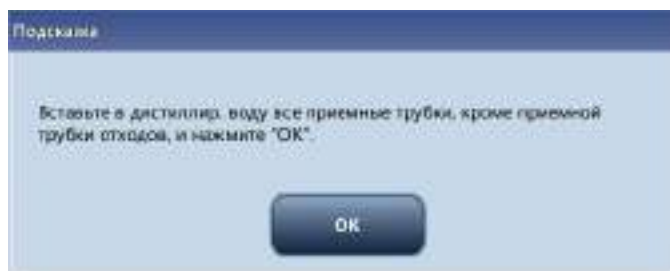 Подсказка
Вставьте в дистиллир. воду все приемные трубки, кроме приемной
трубки отходов, и нажмите "ОК".
ОК